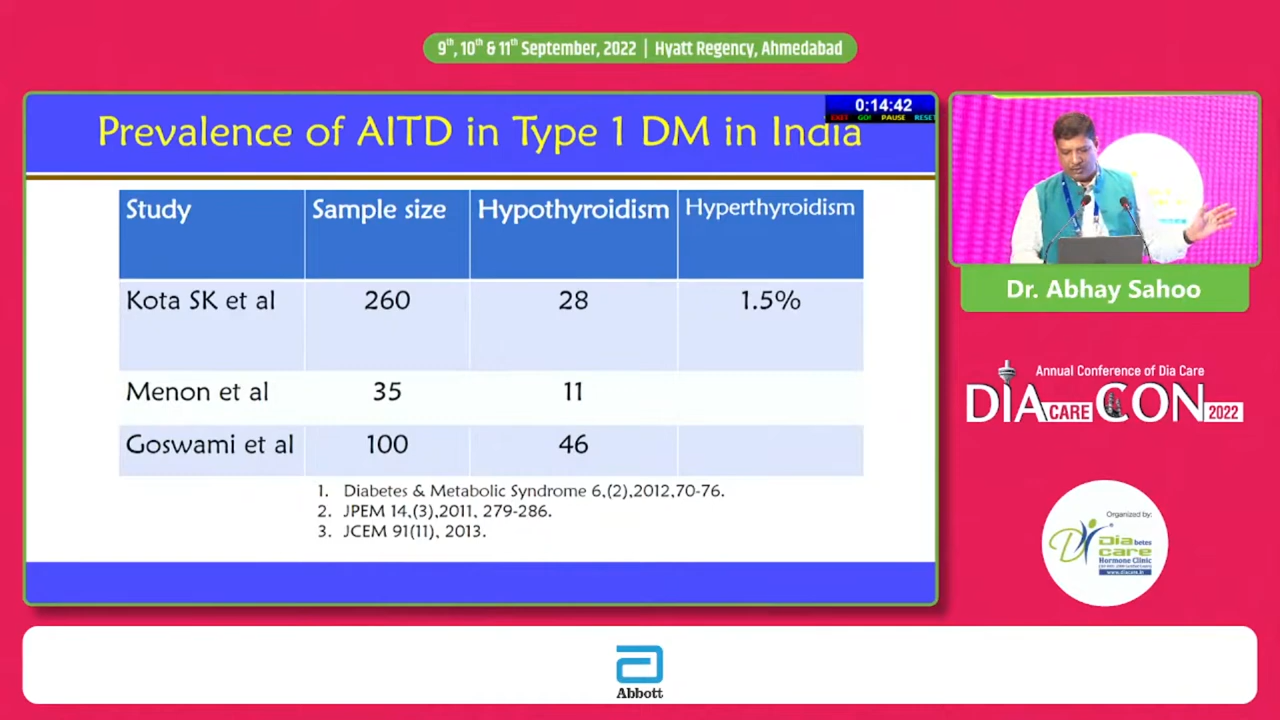 9th, 10th & 11th September, 2022 | Hyatt Regency, Ahmedabad
0:14:42
EXIT GO! PAUSE RESET
Prevalence of AITD in Type 1 DM in India
Study Sample size Hypothyroidism Hyperthyroidism
Kota SK et al 260 28 1.5%
Menon et al 35 11
Goswami et al 100 46
1. Diabetes & Metabolic Syndrome 6,(2),2012,70-76.
2. JPEM 14,(3),2011, 279-286.
3. JCEM 91(11), 2013.
Dr. Abhay Sahoo
Annual Conference of Dia Care
DIA CARE CON 2022
Organized by:
Diabetes
care
Hormone Clinic
www.diacare.in
a
Abbott